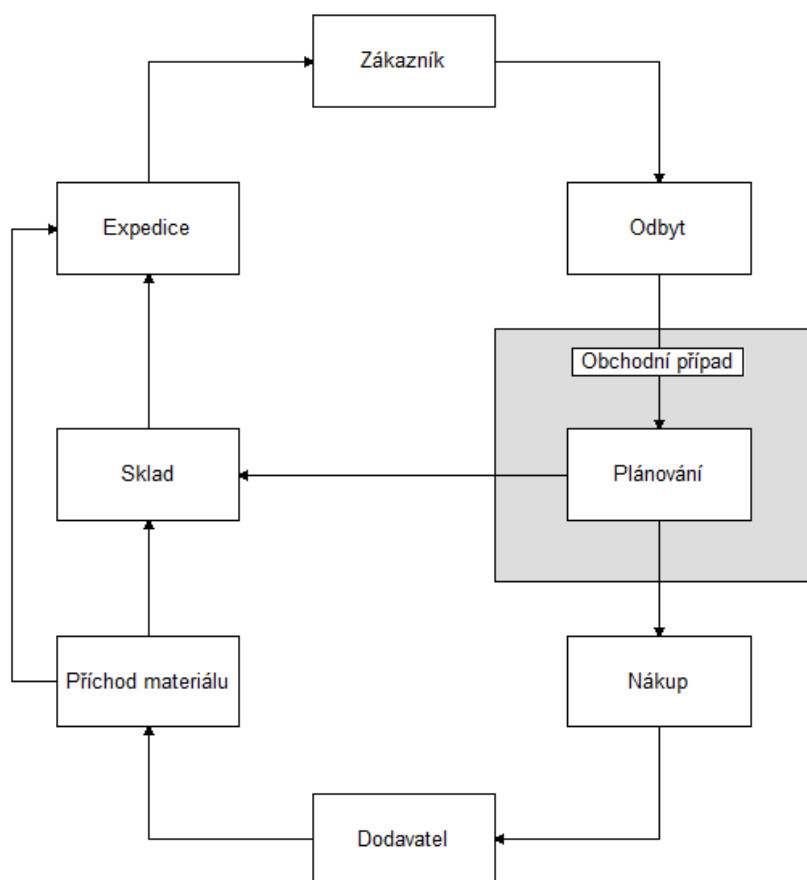 Zákazník
Expedice
Odbyt
Obchodní případ
Sklad
Plánování
Příchod materiálu
Nákup
Dodavatel